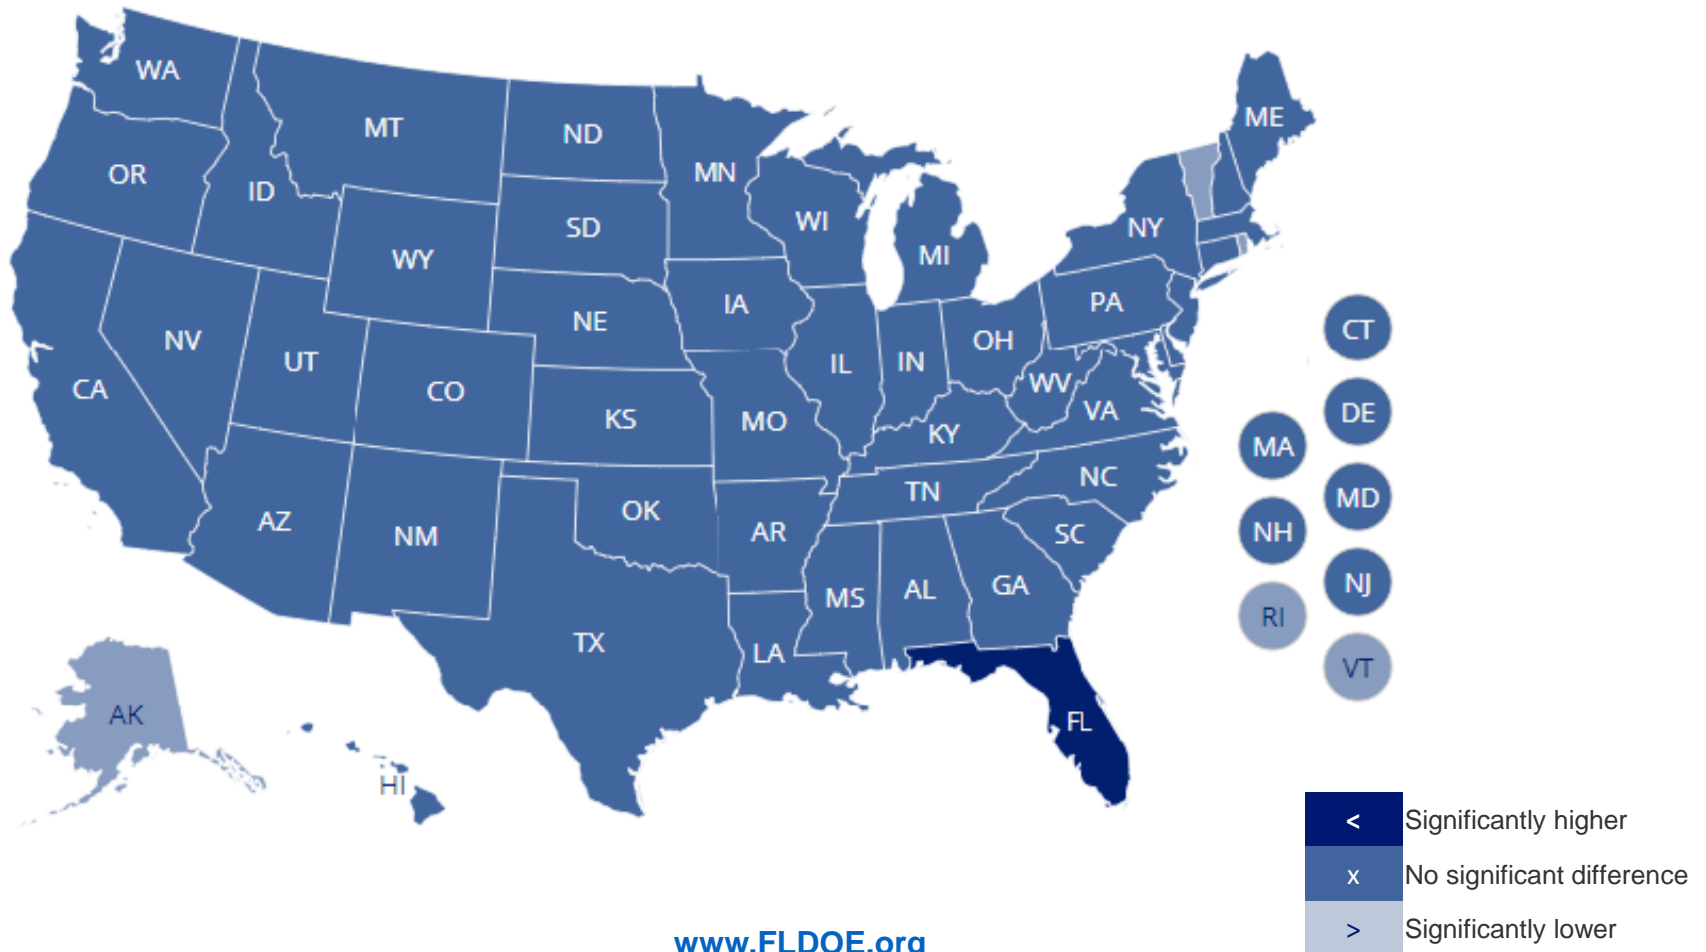 WA
MT
ND
MN
OR
ID
SD
WI
MI
NY
ME
WY
IA
NE
PA
NV
UT
CO
IL
IN
OH
WV
VA
CA
KS
MO
KY
NC
TN
AZ
NM
OK
AR
SC
MS
AL
GA
TX
LA
AK
HI
FL
CT
DE
MA
MD
NH
NJ
RI
VT
< Significantly higher
x No significant difference
> Significantly lower
www.FLDOE.org